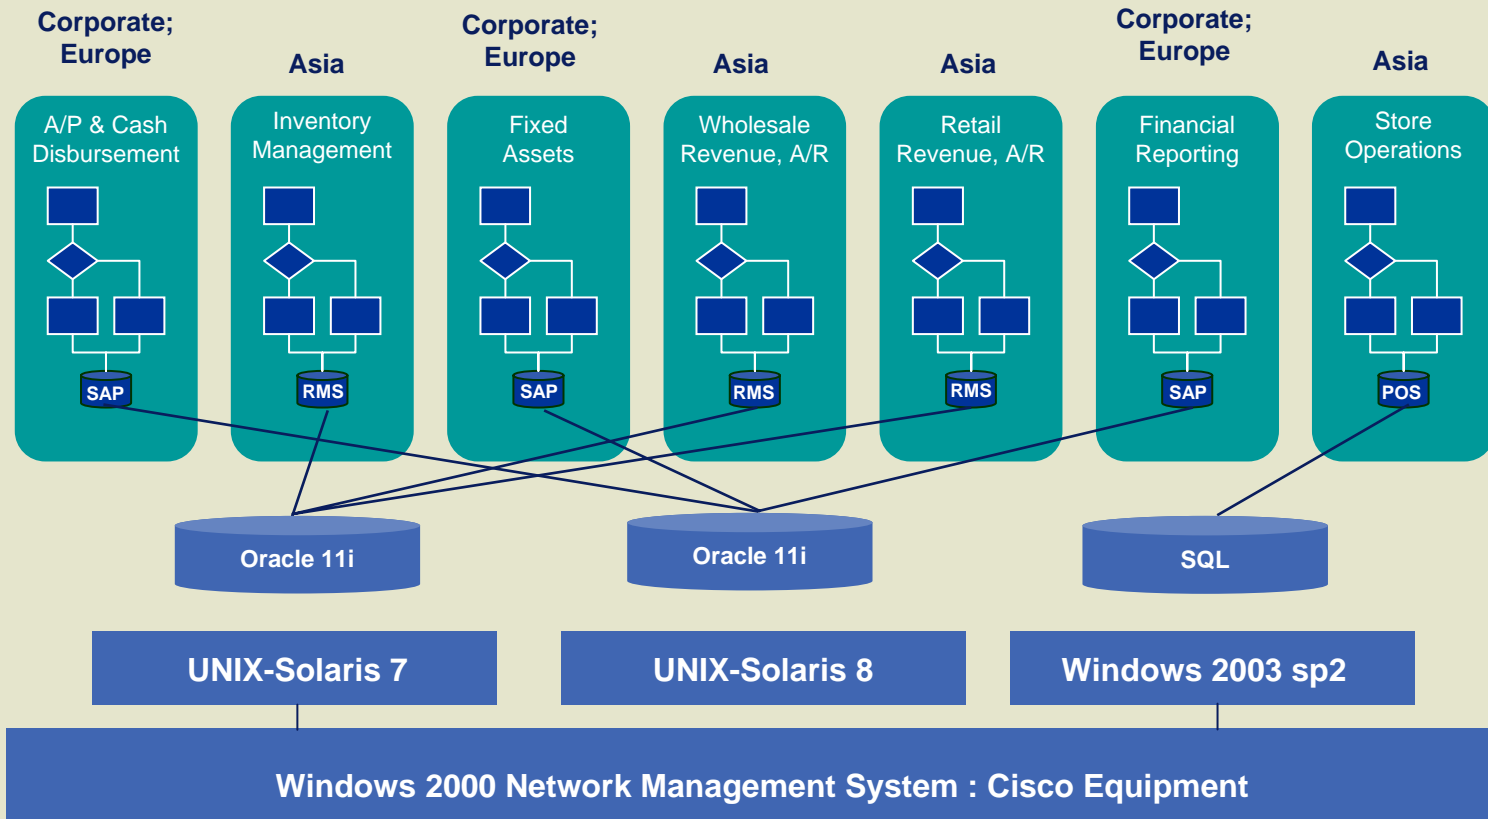 Corporate;
Europe
Asia
Corporate;
Europe
Asia
Asia
Corporate;
Europe
Asia
A/P & Cash
Disbursement
Inventory
Management
Fixed
Assets
Wholesale
Revenue, A/R
Retail
Revenue, A/R
Financial
Reporting
Store
Operations
SAP
RMS
SAP
RMS
RMS
SAP
POS
Oracle 11i
Oracle 11i
SQL
UNIX-Solaris 7
UNIX-Solaris 8
Windows 2003 sp2
Windows 2000 Network Management System : Cisco Equipment